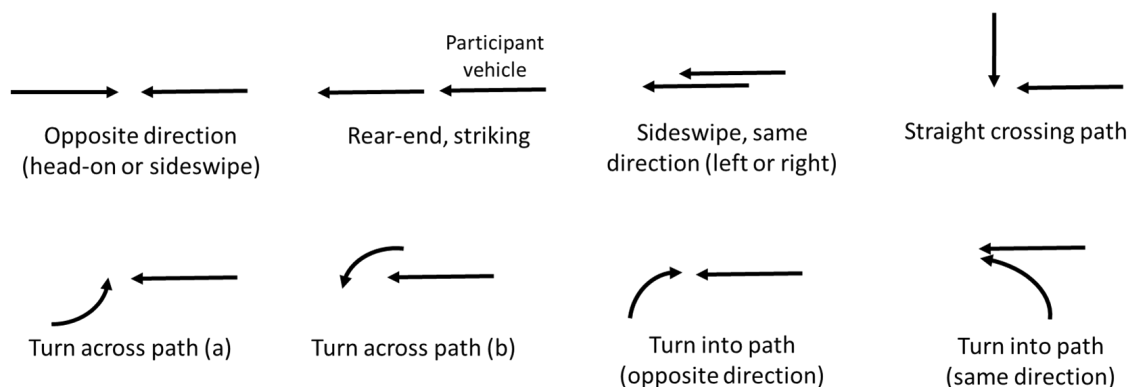 Participant
vehicle
Opposite direction
(head-on or sideswipe)
Rear-end, striking
Sideswipe, same
direction (left or right)
Straight crossing path
Turn across path (a)
Turn across path (b)
Turn into path
(opposite direction)
Turn into path
(same direction)